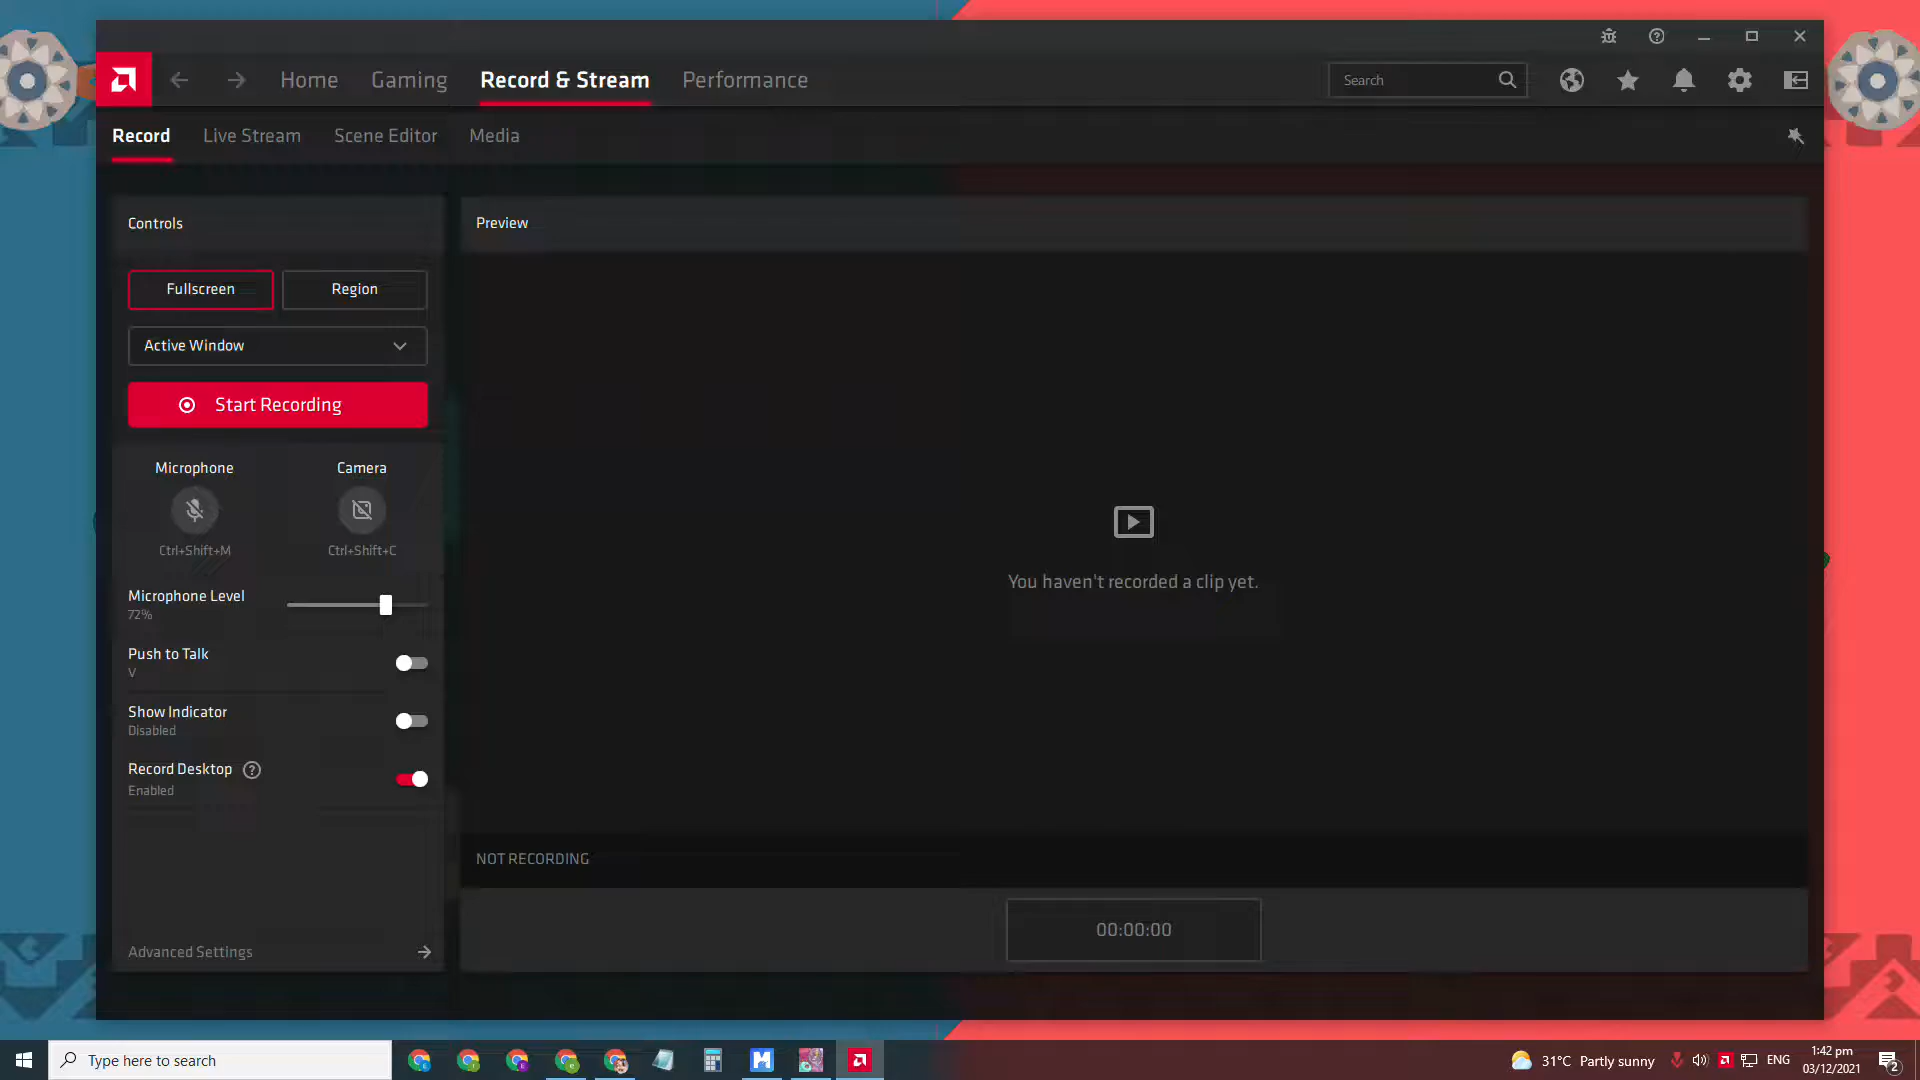 Home Gaming Record & Stream Performance Search
Record Live Stream Scene Editor Media
Controls
Preview
Fullscreen Region
Active Window
Start Recording
Microphone Camera
Ctrl+Shift+M Ctrl+Shift+C
Microphone Level
72%
Push to Talk
V
Show Indicator
Disabled
Record Desktop ?
Enabled
Advanced Settings
You haven't recorded a clip yet.
NOT RECORDING
00:00:00
Type here to search
31°C Partly sunny ENG
1:42 pm
03/12/2021
2